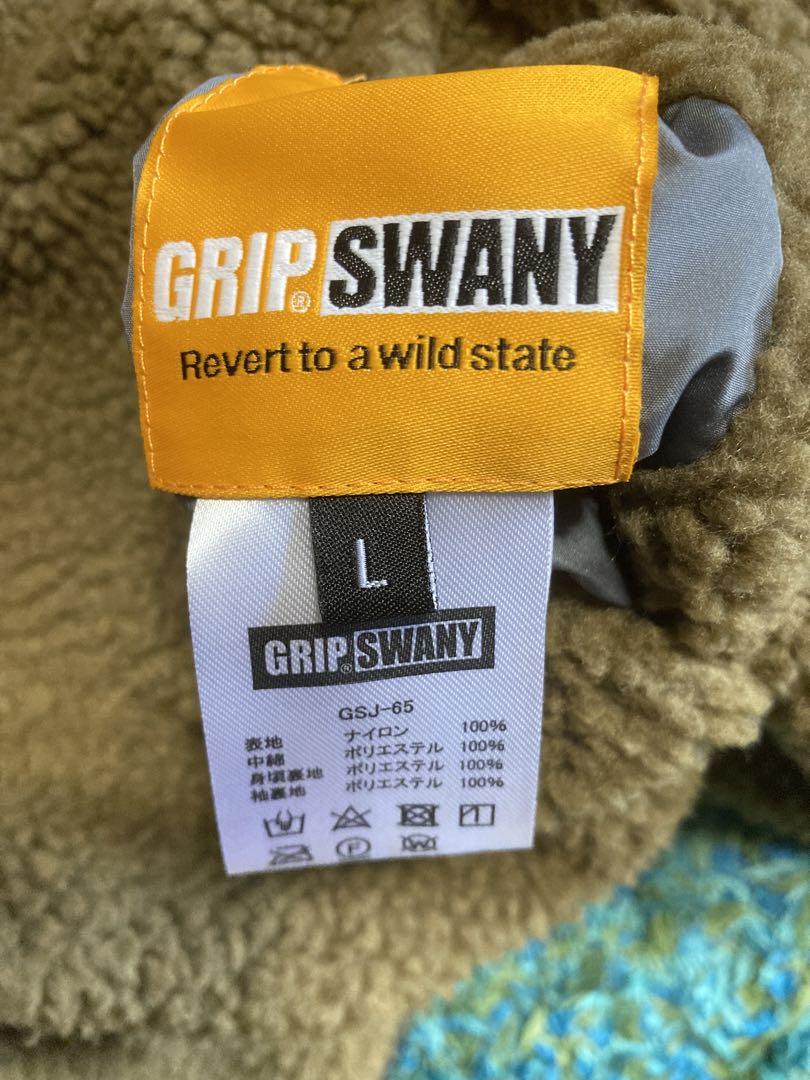 GRIP® SWANY
Revert to a wild state
L
GRIP® SWANY
GSJ-65
表地 ナイロン 100%
中綿 ポリエステル 100%
身頃裏地 ポリエステル 100%
袖裏地 ポリエステル 100%
F
W